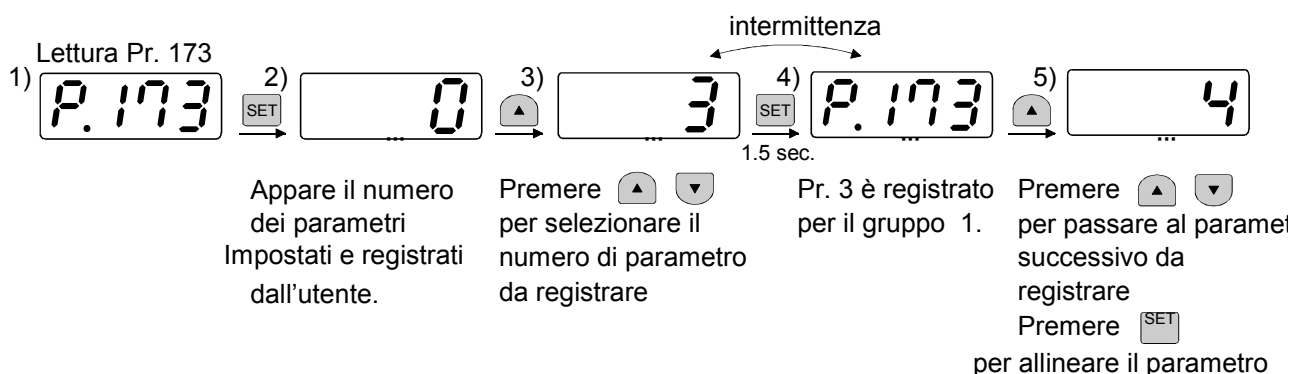 intermittenza
Lettura Pr. 173
1) P.173
2) SET 0
3) 3
4) SET P.173
1.5 sec.
5) 4
Appare il numero
dei parametri
Impostati e registrati
dall'utente.
Premere
per selezionare il
numero di parametro
da registrare
Pr. 3 è registrato
per il gruppo 1.
Premere
per passare al paramet
successivo da
registrare
Premere SET
per allineare il parametro